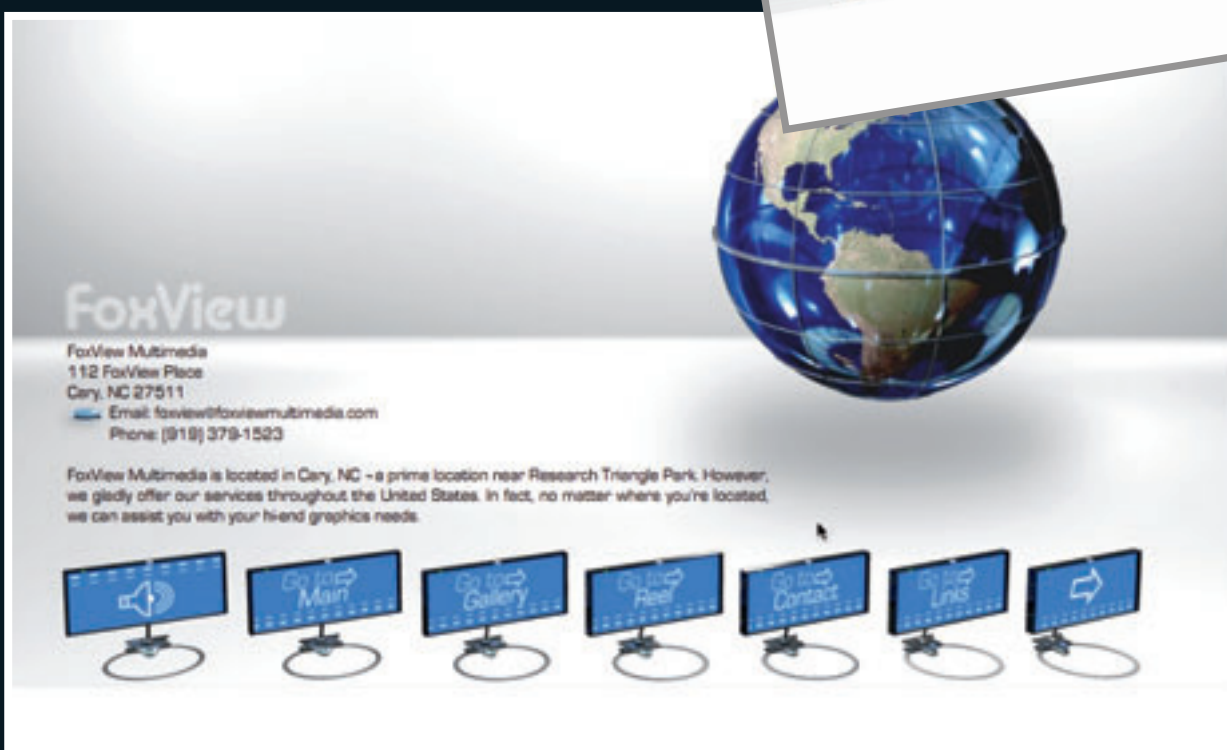 FoxView
FoxView Multimedia
112 FoxView Place
Cary, NC 27511
Email: foxview@foxviewmultimedia.com
Phone: (919) 379-1523
FoxView Multimedia is located in Cary, NC - a prime location near Research Triangle Park. However,
we gladly offer our services throughout the United States. In fact, no matter where you're located,
we can assist you with your hi-end graphics needs.
Go to
Main
Go to
Gallery
Go to
Reel
Go to
Contact
Go to
Links